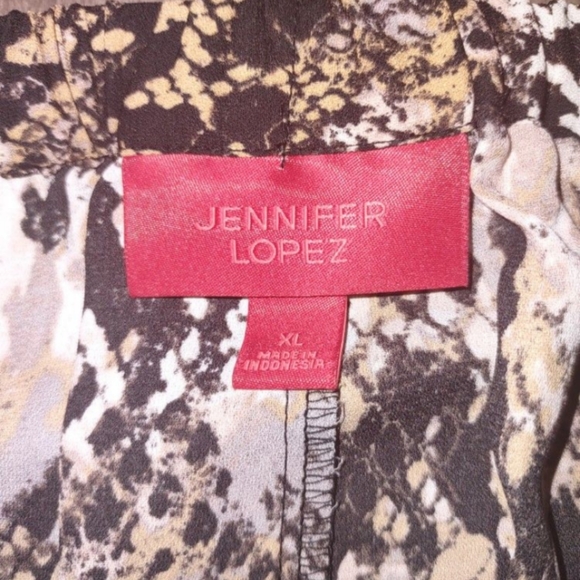 JENNIFER
LOPEZ
XL
MADE IN
INDONESIA